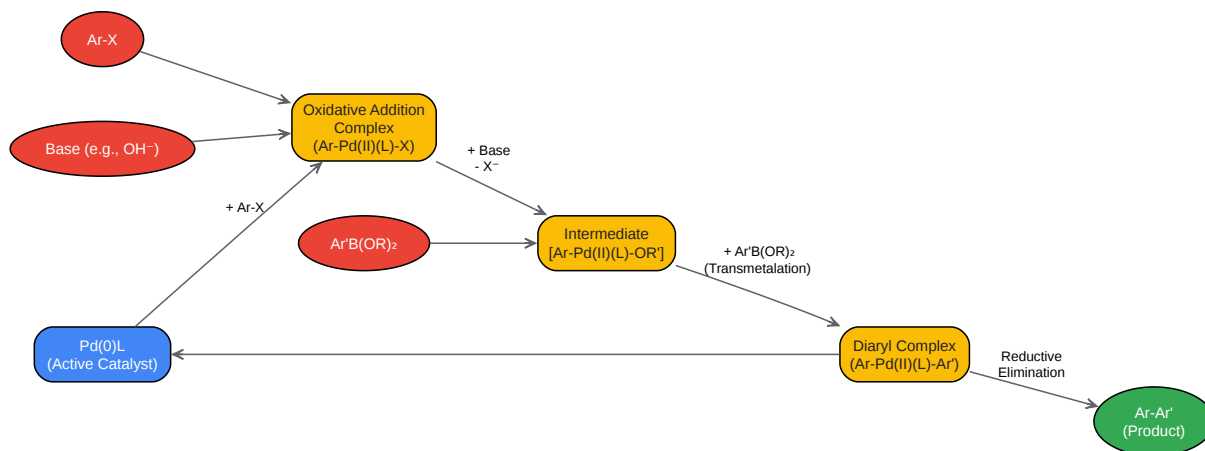 Ar-X
Oxidative Addition
Complex
(Ar-Pd(II)(L)-X)
Base (e.g., OH⁻)
+ Base
- X⁻
+ Ar-X
Ar'B(OR)₂
Intermediate
[Ar-Pd(II)(L)-OR']
+ Ar'B(OR)₂
(Transmetalation)
Pd(0)L
(Active Catalyst)
Diaryl Complex
(Ar-Pd(II)(L)-Ar')
Reductive
Elimination
Ar-Ar'
(Product)